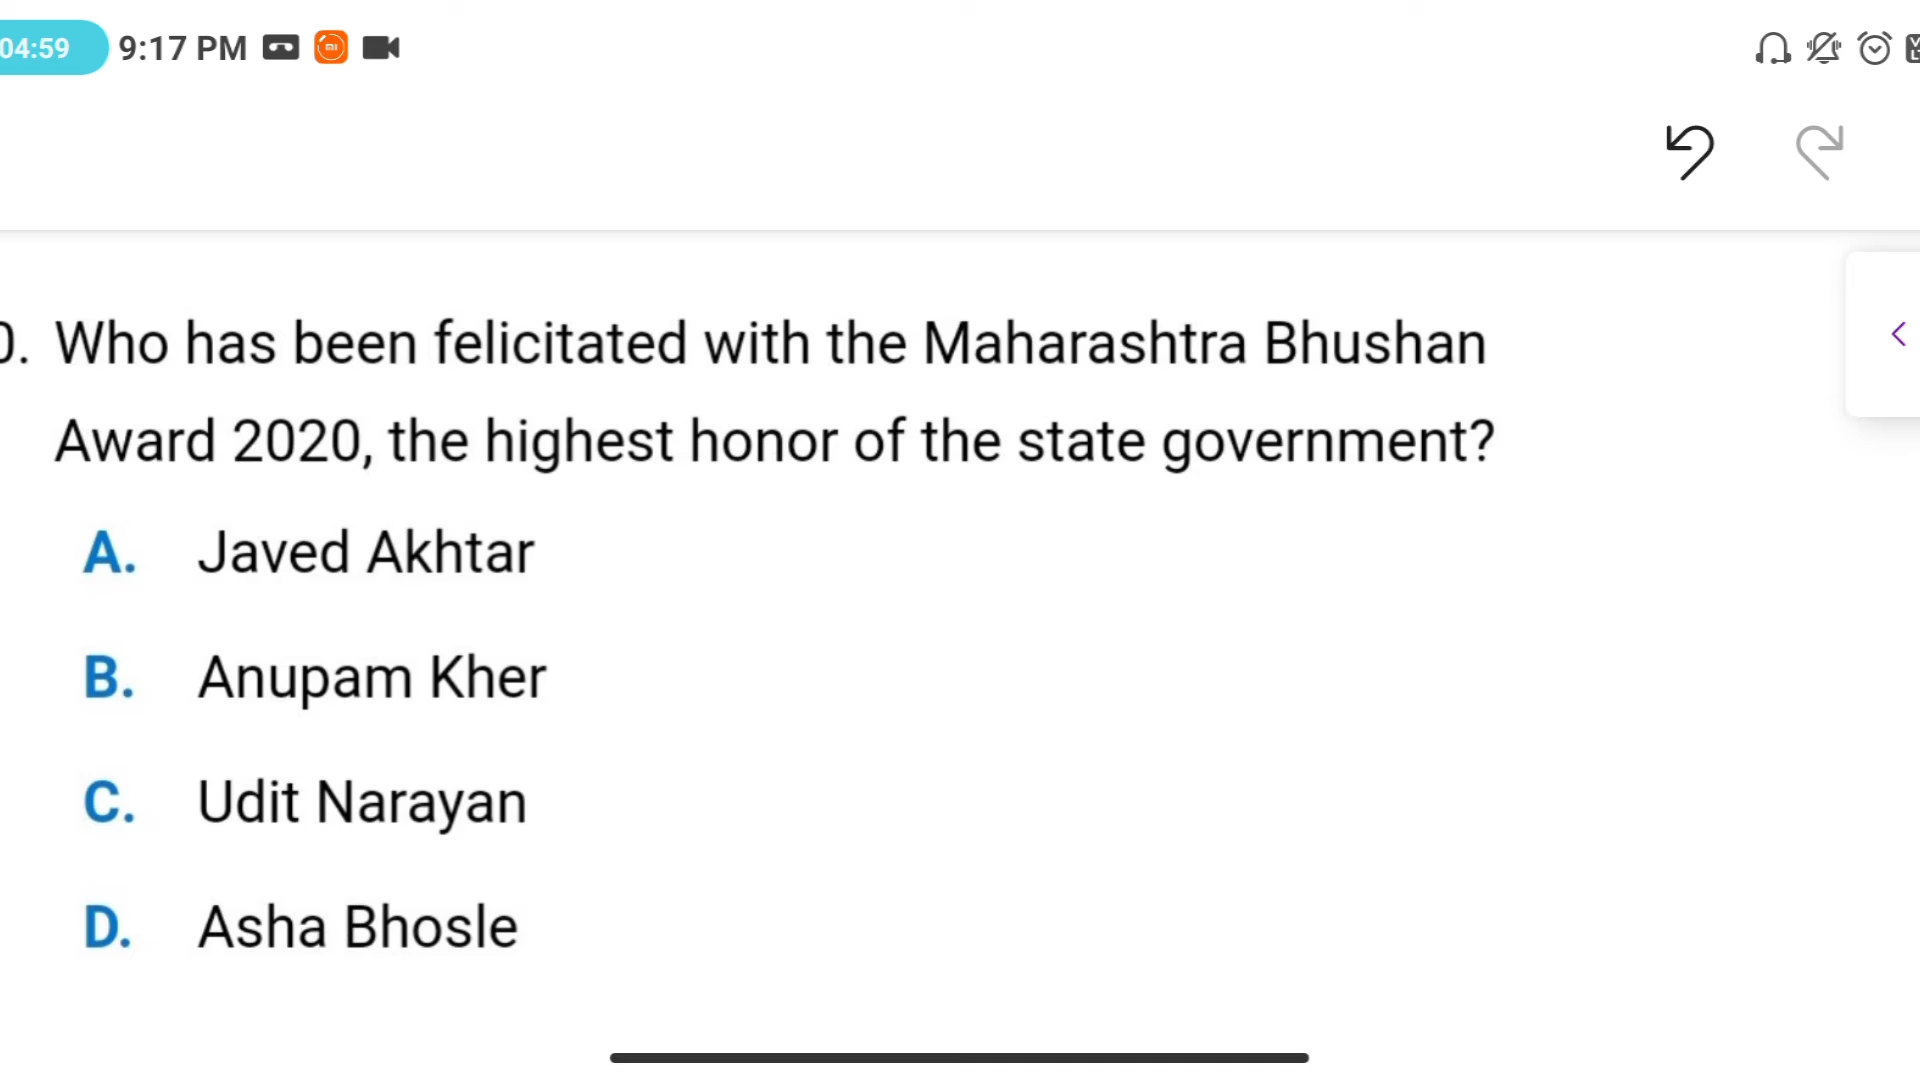 04:59 9:17 PM
0. Who has been felicitated with the Maharashtra Bhushan
Award 2020, the highest honor of the state government?
A. Javed Akhtar
B. Anupam Kher
C. Udit Narayan
D. Asha Bhosle